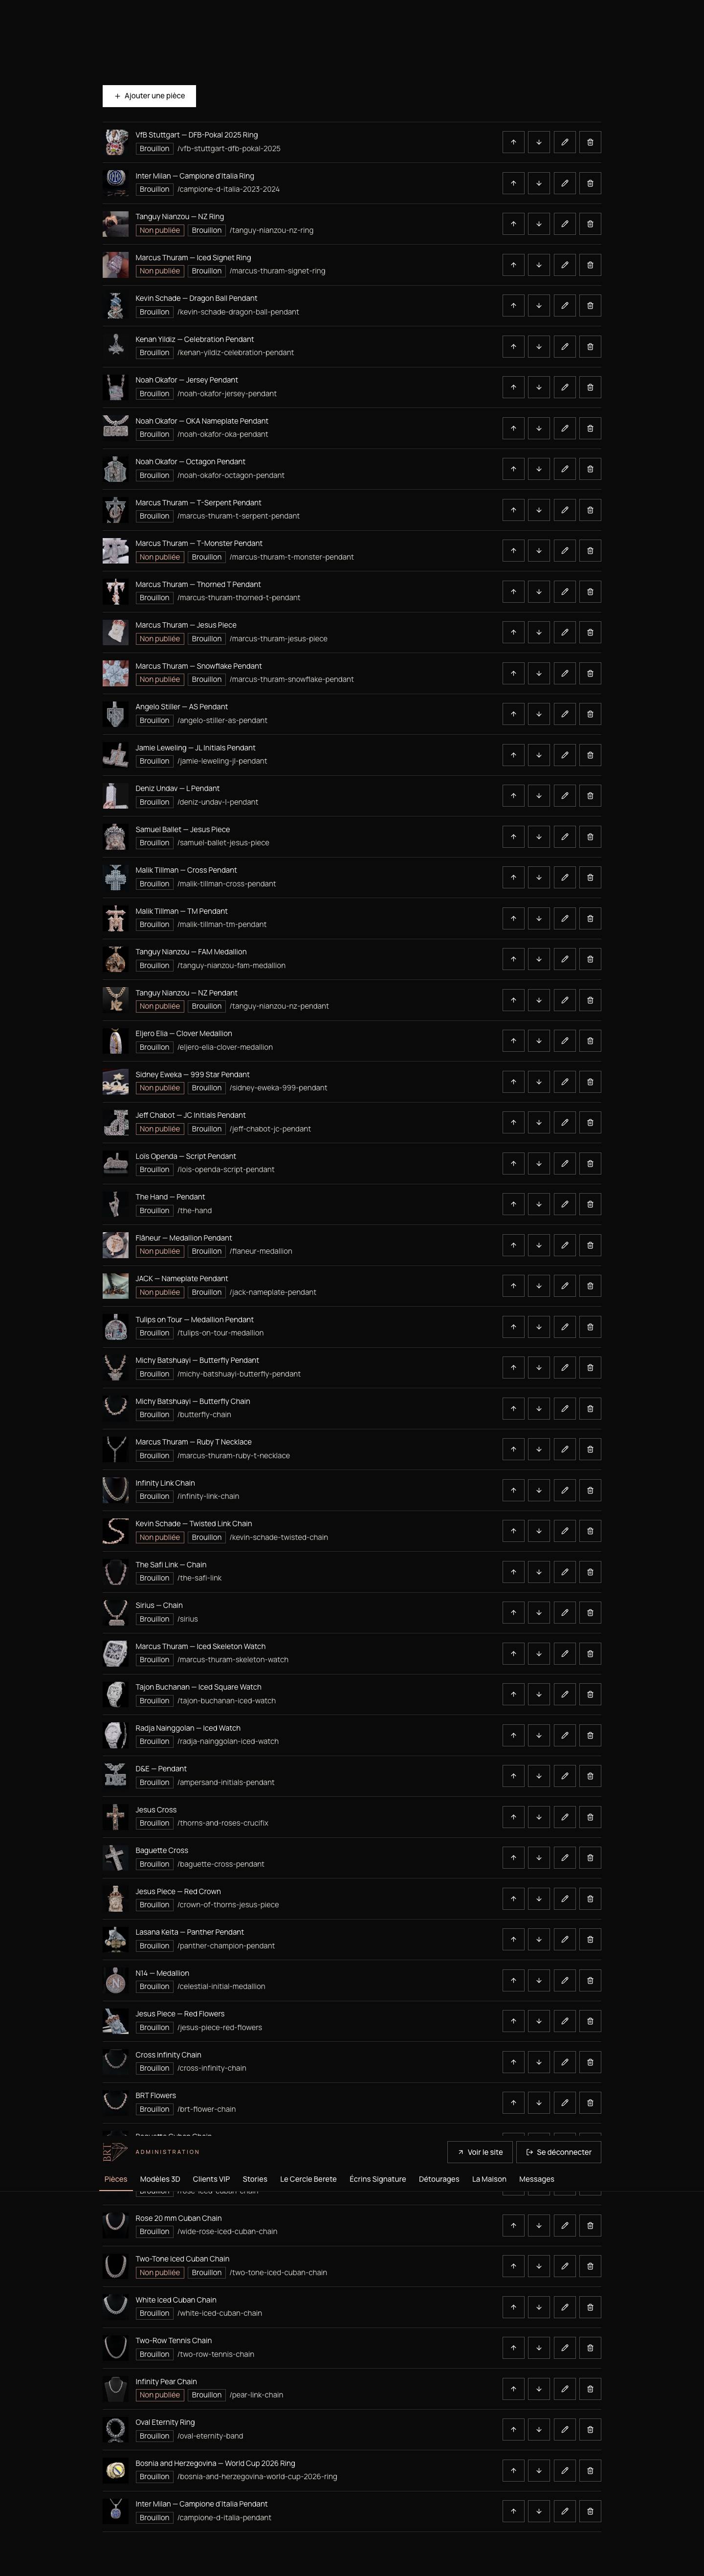 Ajouter une pièce
VfB Stuttgart — DFB-Pokal 2025 Ring
Brouillon /vfb-stuttgart-dfb-pokal-2025
Inter Milan — Campione d'Italia Ring
Brouillon /campione-d-italia-2023-2024
Tanguy Nianzou — NZ Ring
Non publiée Brouillon /tanguy-nianzou-nz-ring
Marcus Thuram — Iced Signet Ring
Non publiée Brouillon /marcus-thuram-signet-ring
Kevin Schade — Dragon Ball Pendant
Brouillon /kevin-schade-dragon-ball-pendant
Kenan Yildiz — Celebration Pendant
Brouillon /kenan-yildiz-celebration-pendant
Noah Okafor — Jersey Pendant
Brouillon /noah-okafor-jersey-pendant
Noah Okafor — OKA Nameplate Pendant
Brouillon /noah-okafor-oka-pendant
Noah Okafor — Octagon Pendant
Brouillon /noah-okafor-octagon-pendant
Marcus Thuram — T-Serpent Pendant
Brouillon /marcus-thuram-t-serpent-pendant
Marcus Thuram — T-Monster Pendant
Non publiée Brouillon /marcus-thuram-t-monster-pendant
Marcus Thuram — Thorned T Pendant
Brouillon /marcus-thuram-thorned-t-pendant
Marcus Thuram — Jesus Piece
Non publiée Brouillon /marcus-thuram-jesus-piece
Marcus Thuram — Snowflake Pendant
Non publiée Brouillon /marcus-thuram-snowflake-pendant
Angelo Stiller — AS Pendant
Brouillon /angelo-stiller-as-pendant
Jamie Leweling — JL Initials Pendant
Brouillon /jamie-leweling-jl-pendant
Deniz Undav — L Pendant
Brouillon /deniz-undav-l-pendant
Samuel Ballet — Jesus Piece
Brouillon /samuel-ballet-jesus-piece
Malik Tillman — Cross Pendant
Brouillon /malik-tillman-cross-pendant
Malik Tillman — TM Pendant
Brouillon /malik-tillman-tm-pendant
Tanguy Nianzou — FAM Medallion
Brouillon /tanguy-nianzou-fam-medallion
Tanguy Nianzou — NZ Pendant
Non publiée Brouillon /tanguy-nianzou-nz-pendant
Eljero Elia — Clover Medallion
Brouillon /eljero-elia-clover-medallion
Sidney Eweka — 999 Star Pendant
Non publiée Brouillon /sidney-eweka-999-pendant
Jeff Chabot — JC Initials Pendant
Non publiée Brouillon /jeff-chabot-jc-pendant
Loïs Openda — Script Pendant
Brouillon /lois-openda-script-pendant
The Hand — Pendant
Brouillon /the-hand
Flâneur — Medallion Pendant
Non publiée Brouillon /flaneur-medallion
JACK — Nameplate Pendant
Non publiée Brouillon /jack-nameplate-pendant
Tulips on Tour — Medallion Pendant
Brouillon /tulips-on-tour-medallion
Michy Batshuayi — Butterfly Pendant
Brouillon /michy-batshuayi-butterfly-pendant
Michy Batshuayi — Butterfly Chain
Brouillon /butterfly-chain
Marcus Thuram — Ruby T Necklace
Brouillon /marcus-thuram-ruby-t-necklace
Infinity Link Chain
Brouillon /infinity-link-chain
Kevin Schade — Twisted Link Chain
Non publiée Brouillon /kevin-schade-twisted-chain
The Safi Link — Chain
Brouillon /the-safi-link
Sirius — Chain
Brouillon /sirius
Marcus Thuram — Iced Skeleton Watch
Brouillon /marcus-thuram-skeleton-watch
Tajon Buchanan — Iced Square Watch
Brouillon /tajon-buchanan-iced-watch
Radja Nainggolan — Iced Watch
Brouillon /radja-nainggolan-iced-watch
D&E — Pendant
Brouillon /ampersand-initials-pendant
Jesus Cross
Brouillon /thorns-and-roses-crucifix
Baguette Cross
Brouillon /baguette-cross-pendant
Jesus Piece — Red Crown
Brouillon /crown-of-thorns-jesus-piece
Lasana Keita — Panther Pendant
Brouillon /panther-champion-pendant
N14 — Medallion
Brouillon /celestial-initial-medallion
Jesus Piece — Red Flowers
Brouillon /jesus-piece-red-flowers
Cross Infinity Chain
Brouillon /cross-infinity-chain
BRT Flowers
Brouillon /brt-flower-chain
BRT ADMINISTRATION Voir le site Se déconnecter
Pièces Modèles 3D Clients VIP Stories Le Cercle Berete Écrins Signature Détourages La Maison Messages
Rose 20 mm Cuban Chain
Brouillon /wide-rose-iced-cuban-chain
Two-Tone Iced Cuban Chain
Non publiée Brouillon /two-tone-iced-cuban-chain
White Iced Cuban Chain
Brouillon /white-iced-cuban-chain
Two-Row Tennis Chain
Brouillon /two-row-tennis-chain
Infinity Pear Chain
Non publiée Brouillon /pear-link-chain
Oval Eternity Ring
Brouillon /oval-eternity-band
Bosnia and Herzegovina — World Cup 2026 Ring
Brouillon /bosnia-and-herzegovina-world-cup-2026-ring
Inter Milan — Campione d'Italia Pendant
Brouillon /campione-d-italia-pendant